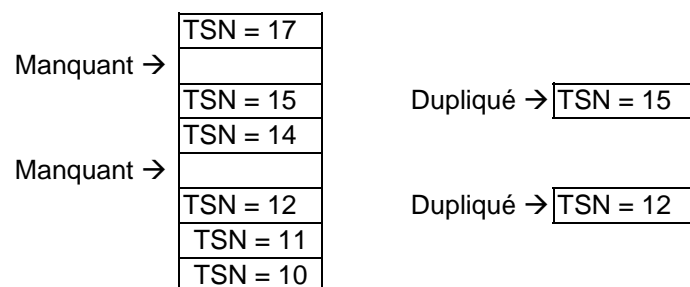 TSN = 17
Manquant →
TSN = 15 Dupliqué → TSN = 15
TSN = 14
Manquant →
TSN = 12 Dupliqué → TSN = 12
TSN = 11
TSN = 10